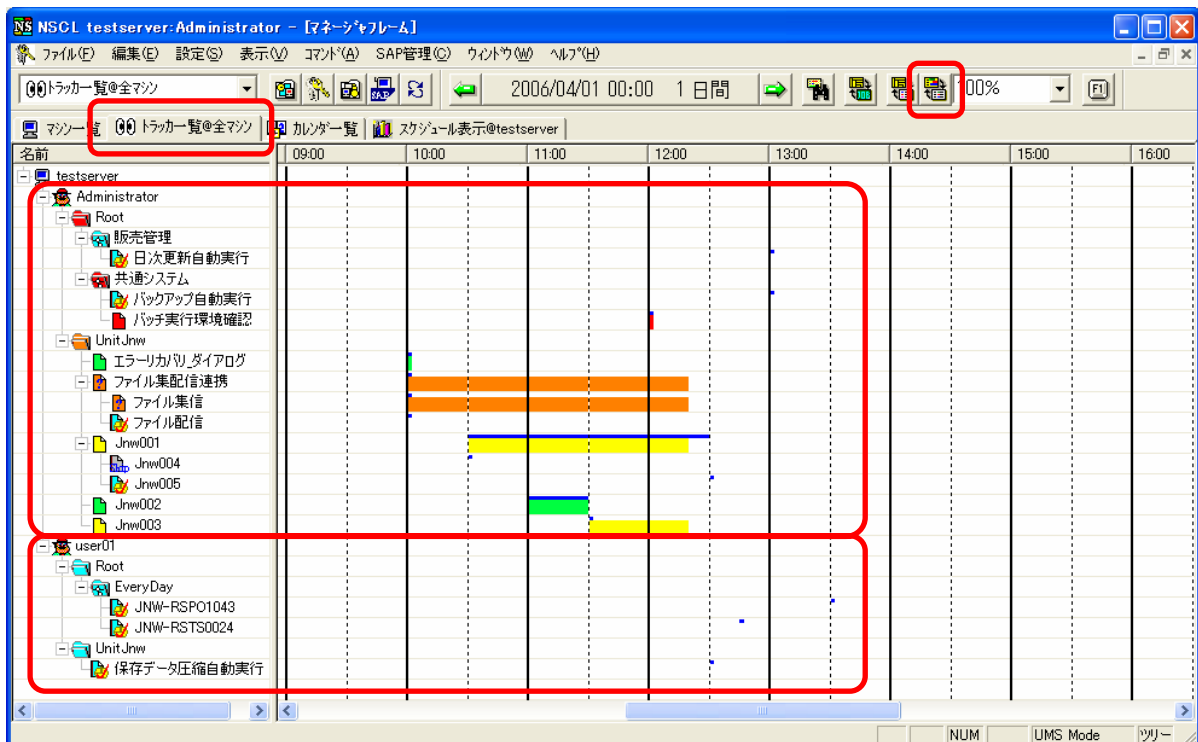 NSCL testserver:Administrator - [マネージャフレーム]
ファイル(F) 編集(E) 設定(S) 表示(V) コマンド(A) SAP管理(C) ウィンドウ(W) ヘルプ(H)
トラッカー一覧@全マシン 2006/04/01 00:00 1 日間 100%
マシン一覧 トラッカー一覧@全マシン カレンダ一覧 スケジュール表示@testserver
名前 09:00 10:00 11:00 12:00 13:00 14:00 15:00 16:00
testserver
Administrator
Root
販売管理
日次更新自動実行
共通システム
バックアップ自動実行
バッチ実行環境確認
UnitJnw
エラーリカバリ_ダイアログ
ファイル集配信連携
ファイル集信
ファイル配信
Jnw001
Jnw004
Jnw005
Jnw002
Jnw003
user01
Root
EveryDay
JNW-RSPO1043
JNW-RSTS0024
UnitJnw
保存データ圧縮自動実行
NUM UMS Mode ツリー